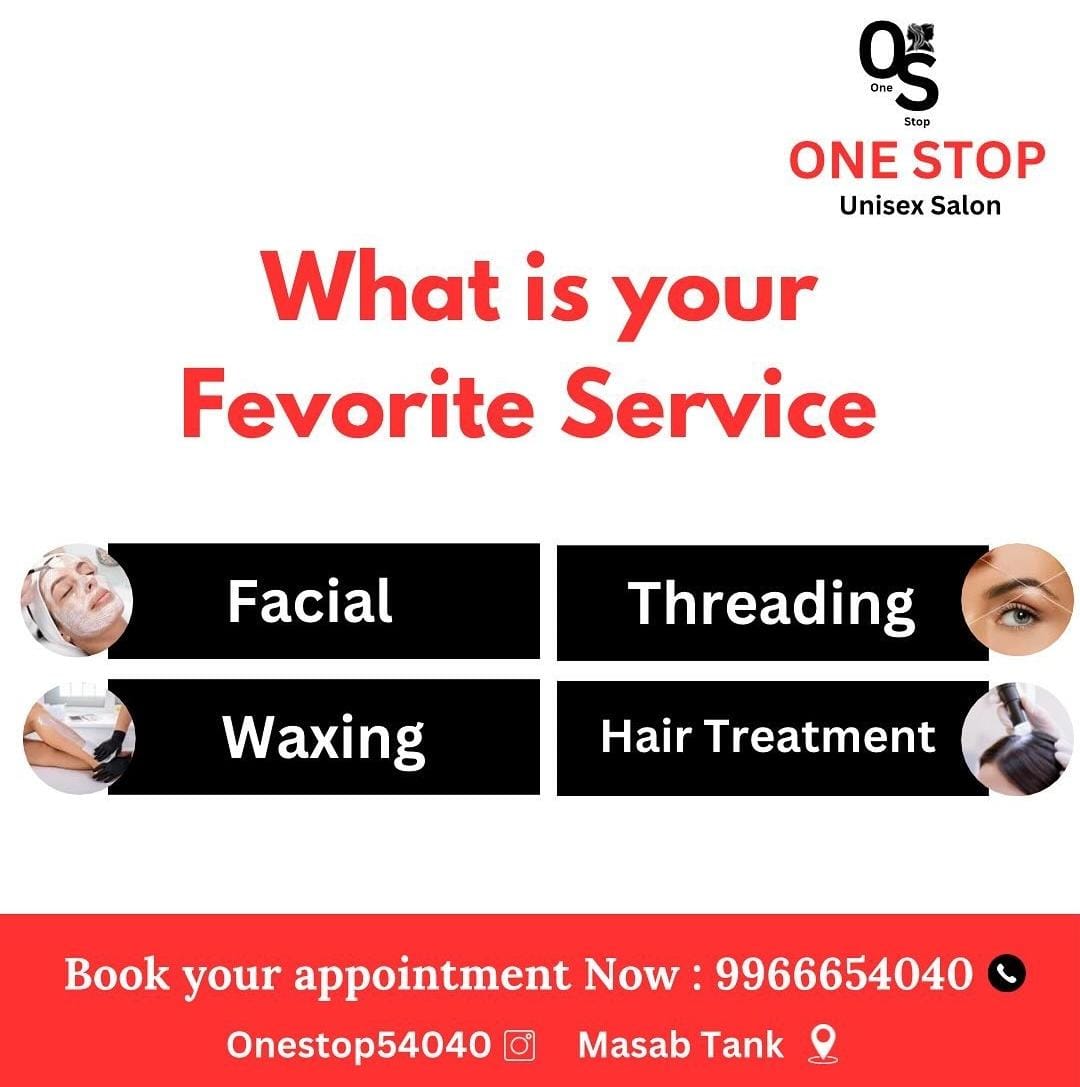 OS
One
Stop
ONE STOP
Unisex Salon
What is your
Fevorite Service
Facial
Threading
Waxing
Hair Treatment
Book your appointment Now : 9966654040
Onestop54040 Masab Tank